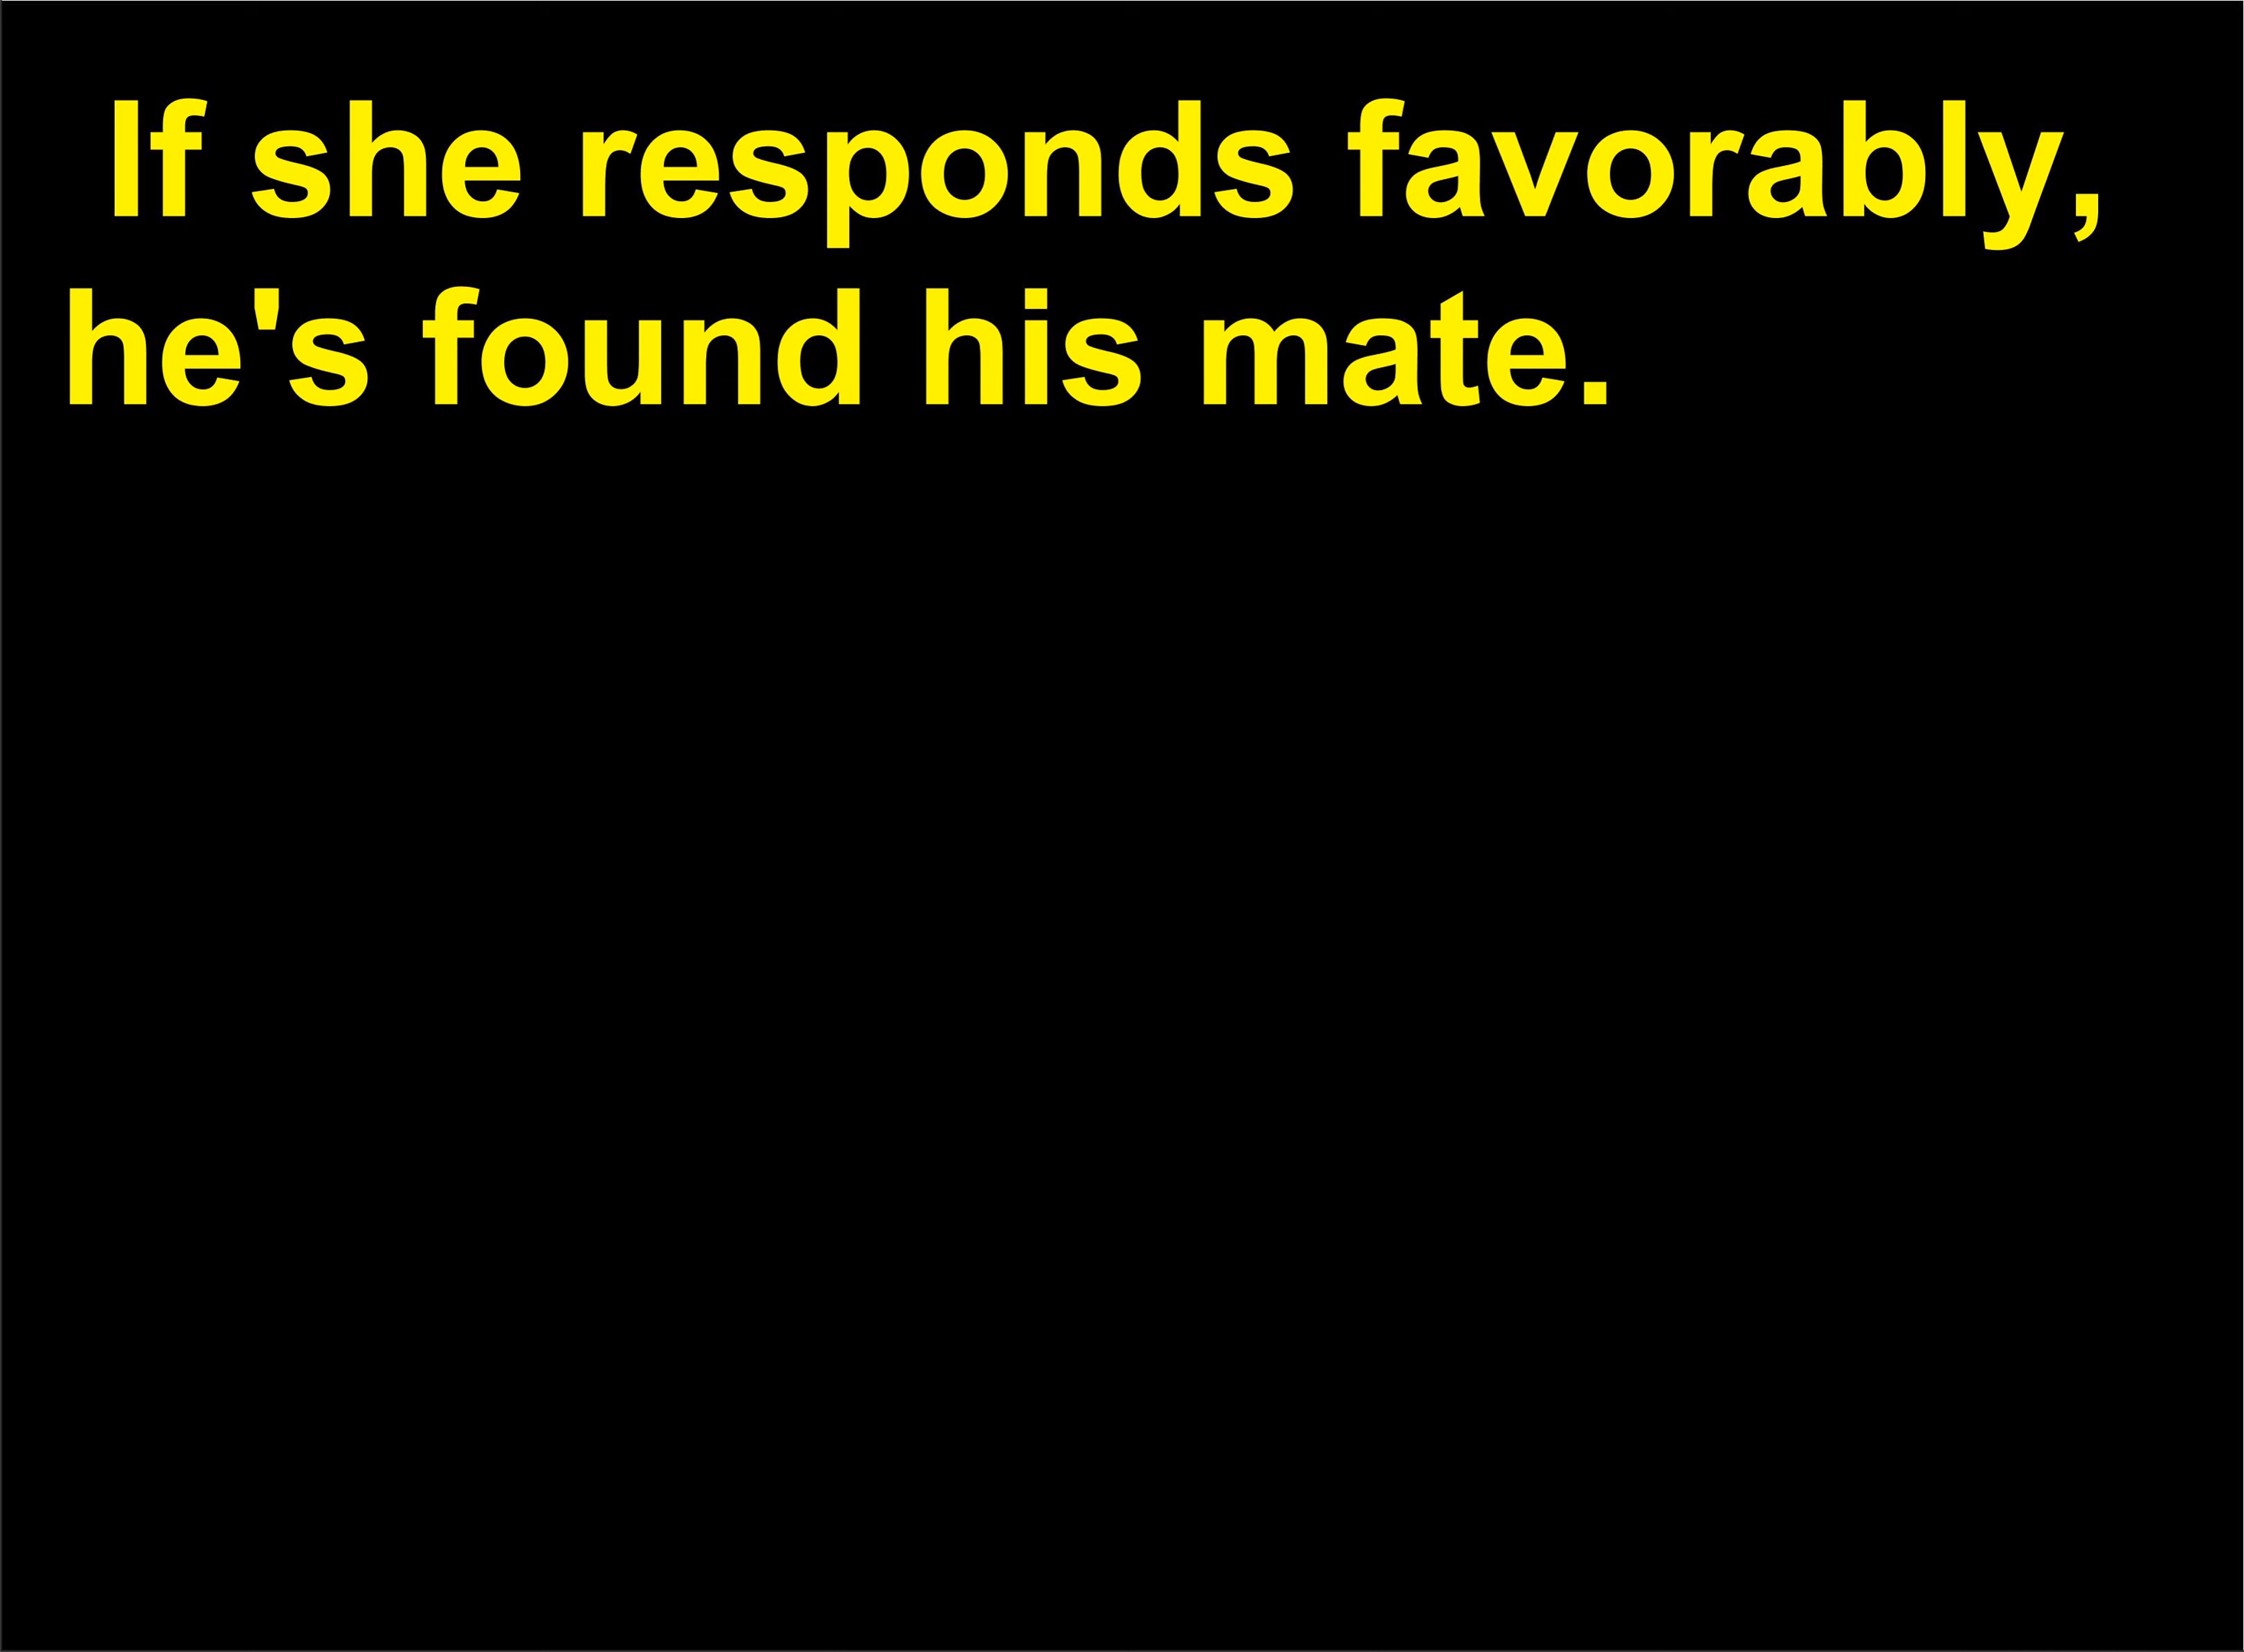 If she responds favorably,
he's found his mate.